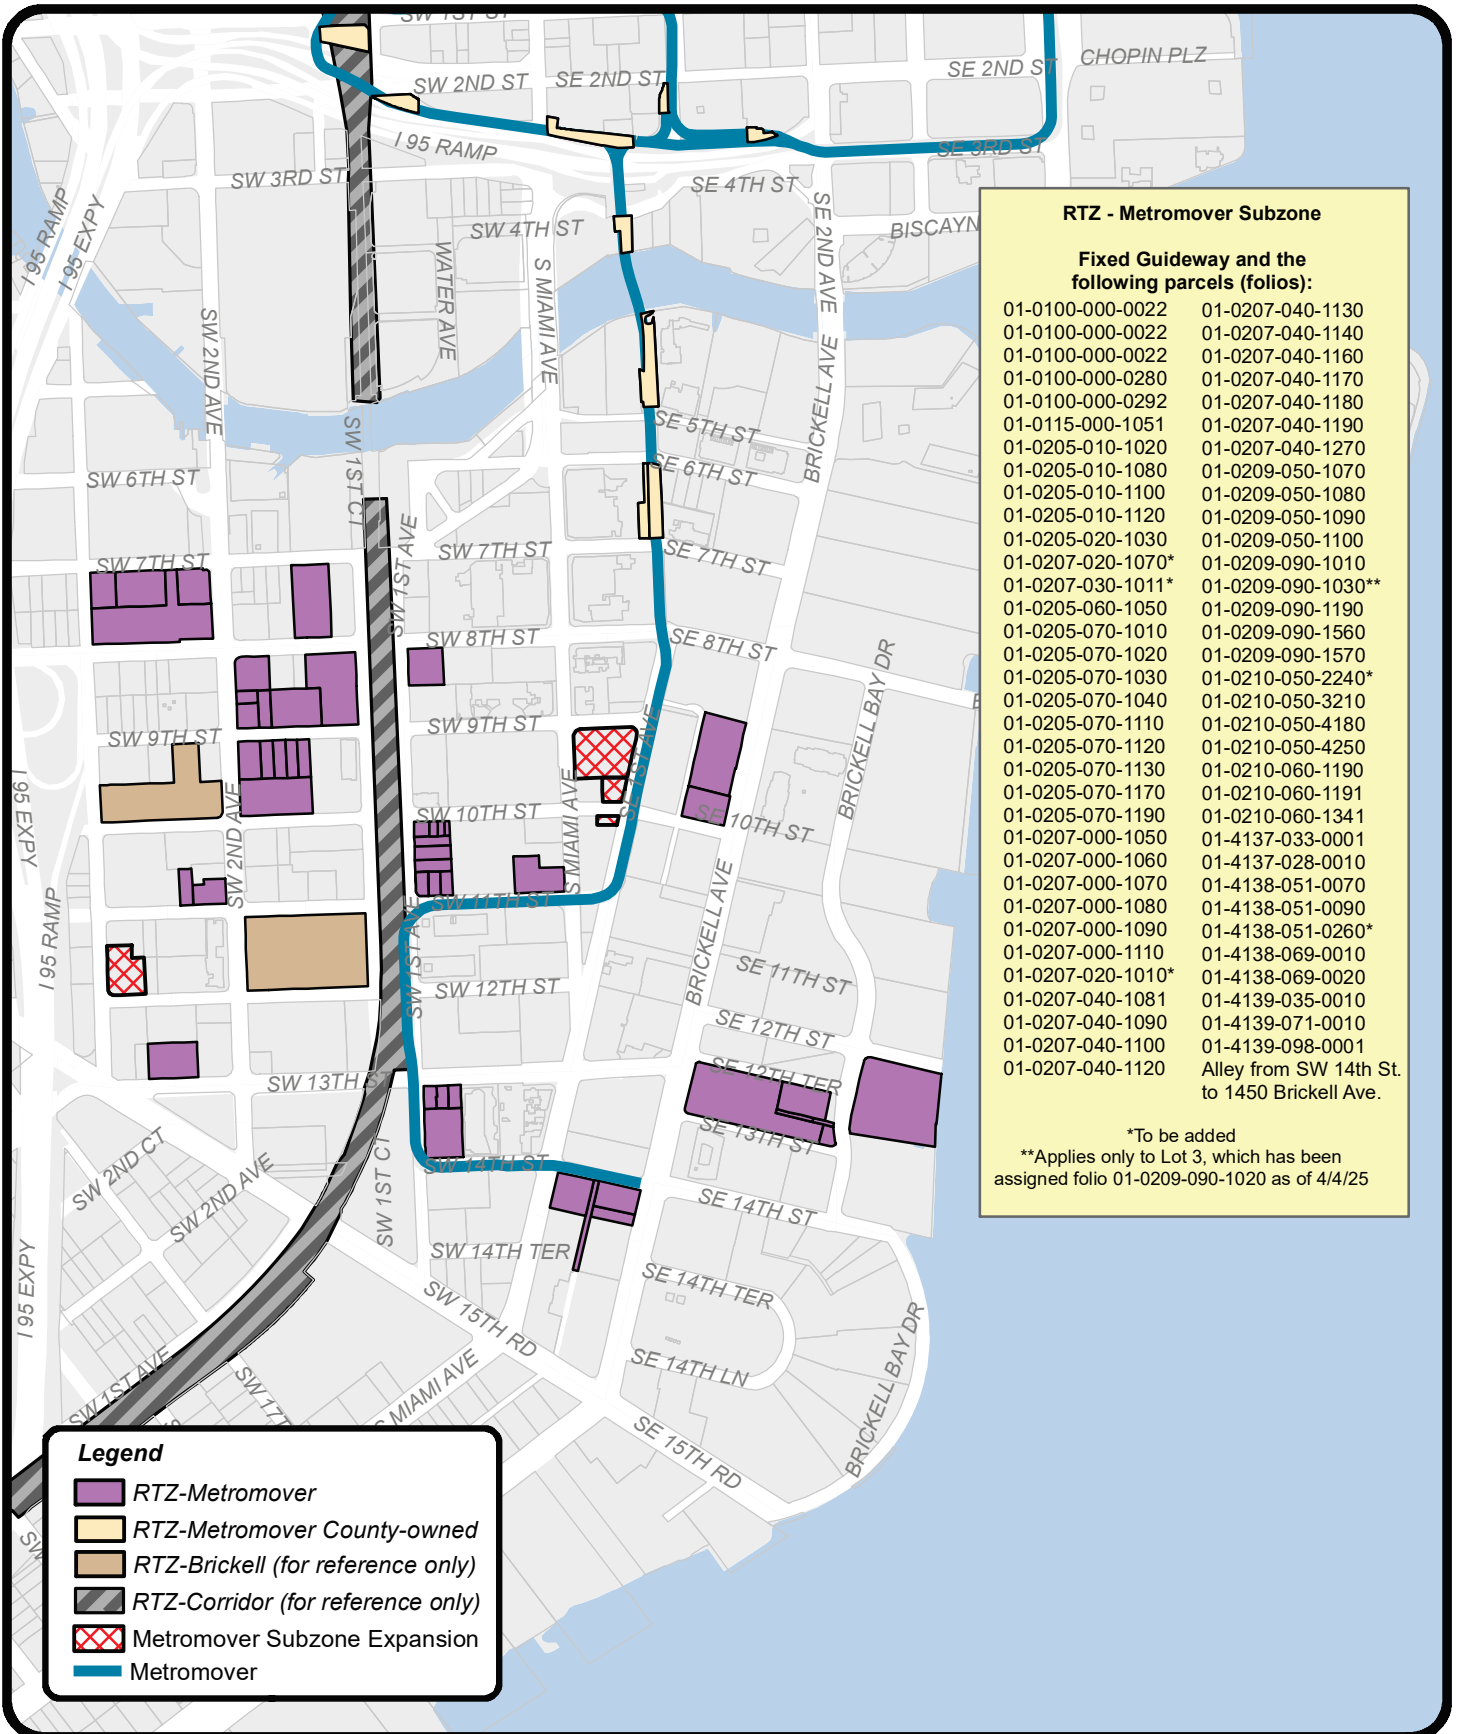 SW 1ST ST
CHOPIN PLZ
SE 2ND ST
SW 2ND ST
SE 2ND ST
I 95 RAMP
SE 3RD ST
SW 3RD ST
SE 4TH ST
I 95 RAMP
I 95 EXPY
SW 4TH ST
SE 2ND AVE
BISCAYN
WATER AVE
S MIAMI AVE
SW 2ND AVE
BRICKELL AVE
SE 5TH ST
SW 1ST CT
SE 6TH ST
SW 6TH ST
SW 1ST AVE
SW 7TH ST
SE 7TH ST
SW 7TH ST
SW 8TH ST
SE 8TH ST
BRICKELL BAY DR
SW 9TH ST
SE 1ST AVE
SW 9TH ST
I 95 EXPY
SW 2ND AVE
S MIAMI AVE
SW 10TH ST
SE 10TH ST
SW 11TH ST
I 95 RAMP
SW 1ST AVE
BRICKELL AVE
SE 11TH ST
SW 12TH ST
SE 12TH ST
SW 13TH ST
SE 12TH TER
SE 13TH ST
SW 2ND CT
SW 2ND AVE
SW 1ST CT
SW 14TH ST
SE 14TH ST
SW 14TH TER
I 95 EXPY
SE 14TH TER
SW 15TH RD
SE 14TH LN
BRICKELL BAY DR
SW 1ST AVE
SW 17T
S MIAMI AVE
SE 15TH RD
SW
RTZ - Metromover Subzone
Fixed Guideway and the
following parcels (folios):
01-0100-000-0022
01-0100-000-0022
01-0100-000-0022
01-0100-000-0280
01-0100-000-0292
01-0115-000-1051
01-0205-010-1020
01-0205-010-1080
01-0205-010-1100
01-0205-010-1120
01-0205-020-1030
01-0207-020-1070*
01-0207-030-1011*
01-0205-060-1050
01-0205-070-1010
01-0205-070-1020
01-0205-070-1030
01-0205-070-1040
01-0205-070-1110
01-0205-070-1120
01-0205-070-1130
01-0205-070-1170
01-0205-070-1190
01-0207-000-1050
01-0207-000-1060
01-0207-000-1070
01-0207-000-1080
01-0207-000-1090
01-0207-000-1110
01-0207-020-1010*
01-0207-040-1081
01-0207-040-1090
01-0207-040-1100
01-0207-040-1120
01-0207-040-1130
01-0207-040-1140
01-0207-040-1160
01-0207-040-1170
01-0207-040-1180
01-0207-040-1190
01-0207-040-1270
01-0209-050-1070
01-0209-050-1080
01-0209-050-1090
01-0209-050-1100
01-0209-090-1010
01-0209-090-1030**
01-0209-090-1190
01-0209-090-1560
01-0209-090-1570
01-0210-050-2240*
01-0210-050-3210
01-0210-050-4180
01-0210-050-4250
01-0210-060-1190
01-0210-060-1191
01-0210-060-1341
01-4137-033-0001
01-4137-028-0010
01-4138-051-0070
01-4138-051-0090
01-4138-051-0260*
01-4138-069-0010
01-4138-069-0020
01-4139-035-0010
01-4139-071-0010
01-4139-098-0001
Alley from SW 14th St.
to 1450 Brickell Ave.
*To be added
**Applies only to Lot 3, which has been
assigned folio 01-0209-090-1020 as of 4/4/25
Legend
RTZ-Metromover
RTZ-Metromover County-owned
RTZ-Brickell (for reference only)
RTZ-Corridor (for reference only)
Metromover Subzone Expansion
Metromover